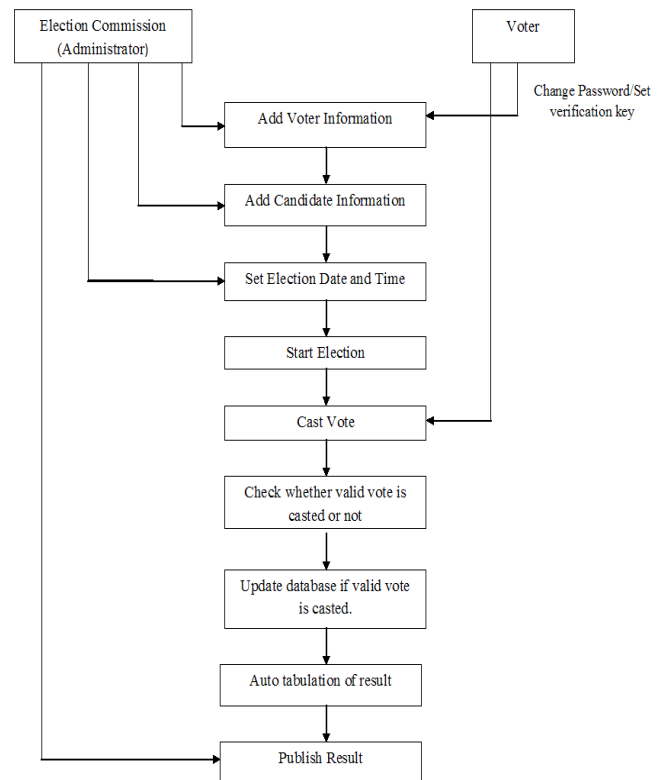 Election Commission
(Administrator)
Voter
Change Password/Set
verification key
Add Voter Information
Add Candidate Information
Set Election Date and Time
Start Election
Cast Vote
Check whether valid vote is
casted or not
Update database if valid vote
is casted.
Auto tabulation of result
Publish Result